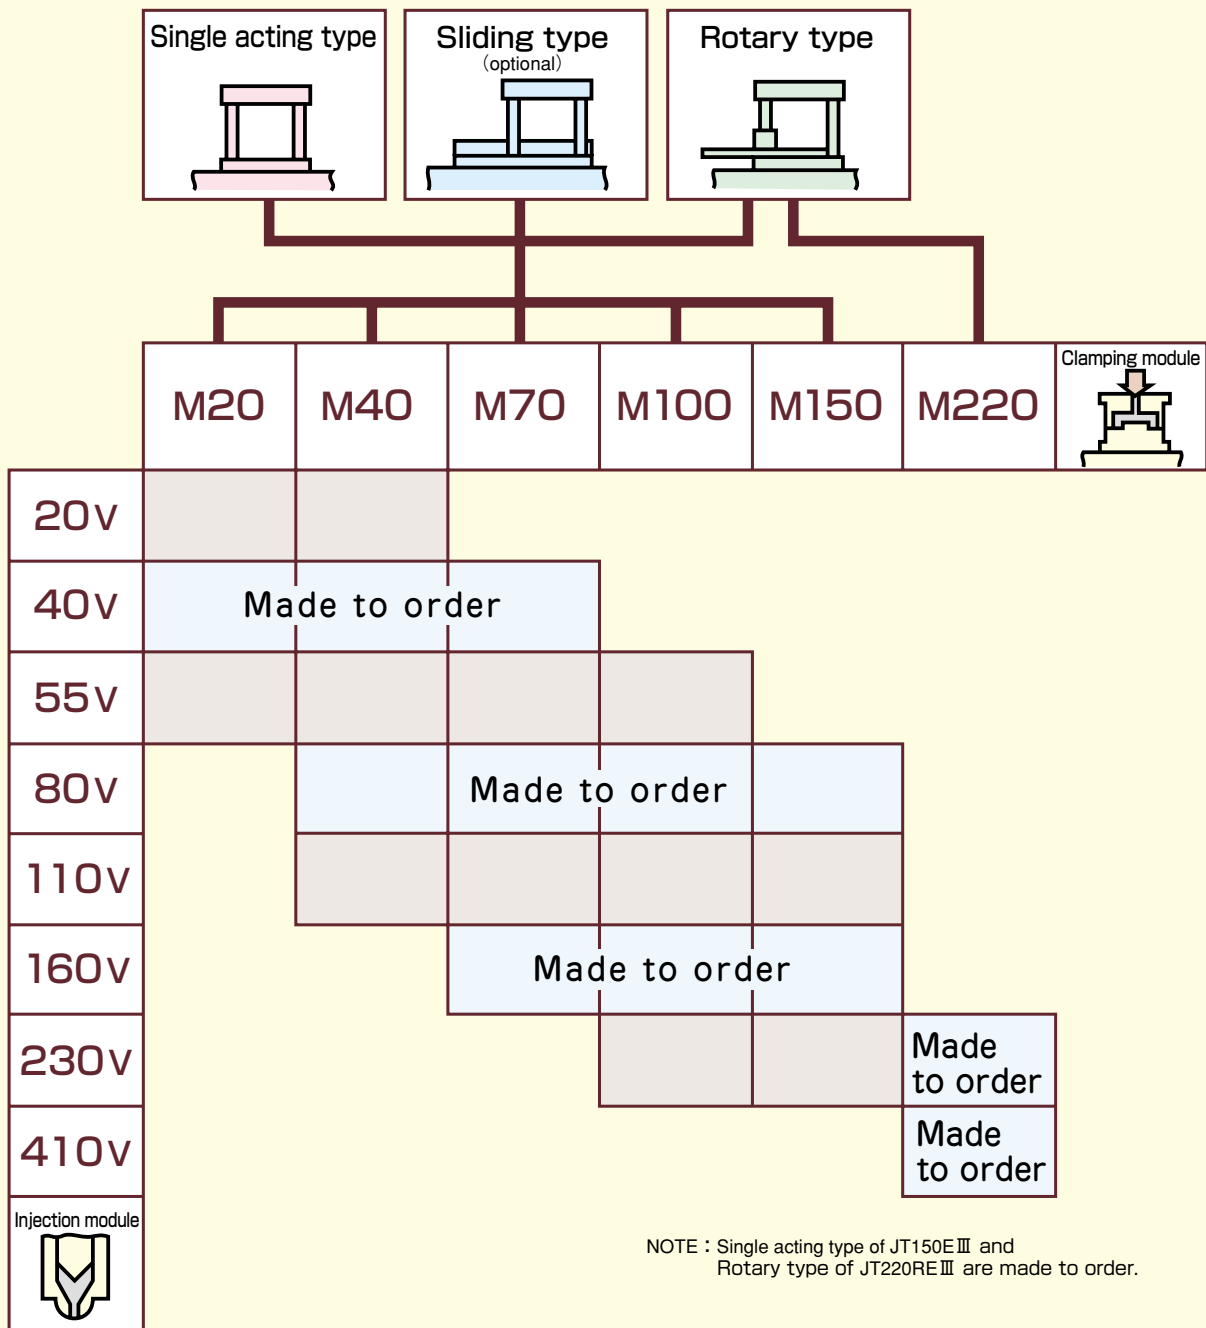 Single acting type
Sliding type
(optional)
Rotary type
M20
M40
M70
M100
M150
M220
Clamping module
20V
40V
Made to order
55V
80V
Made to order
110V
160V
Made to order
230V
Made
to order
410V
Made
to order
Injection module
NOTE : Single acting type of JT150EⅢ and
Rotary type of JT220REⅢ are made to order.